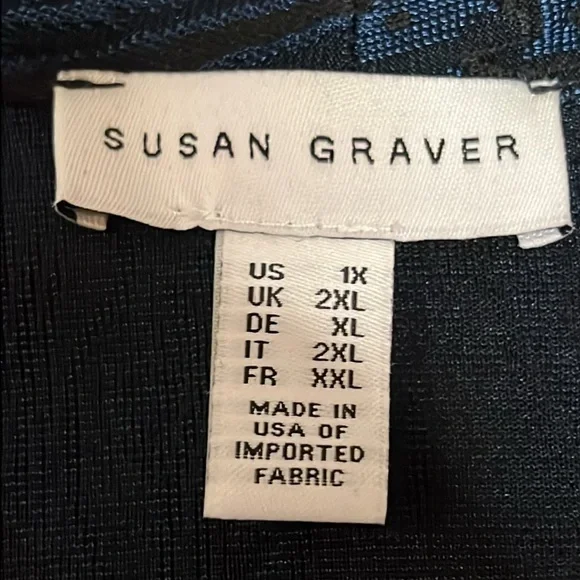 SUSAN GRAVER
US 1X
UK 2XL
DE XL
IT 2XL
FR XXL
MADE IN
USA OF
IMPORTED
FABRIC